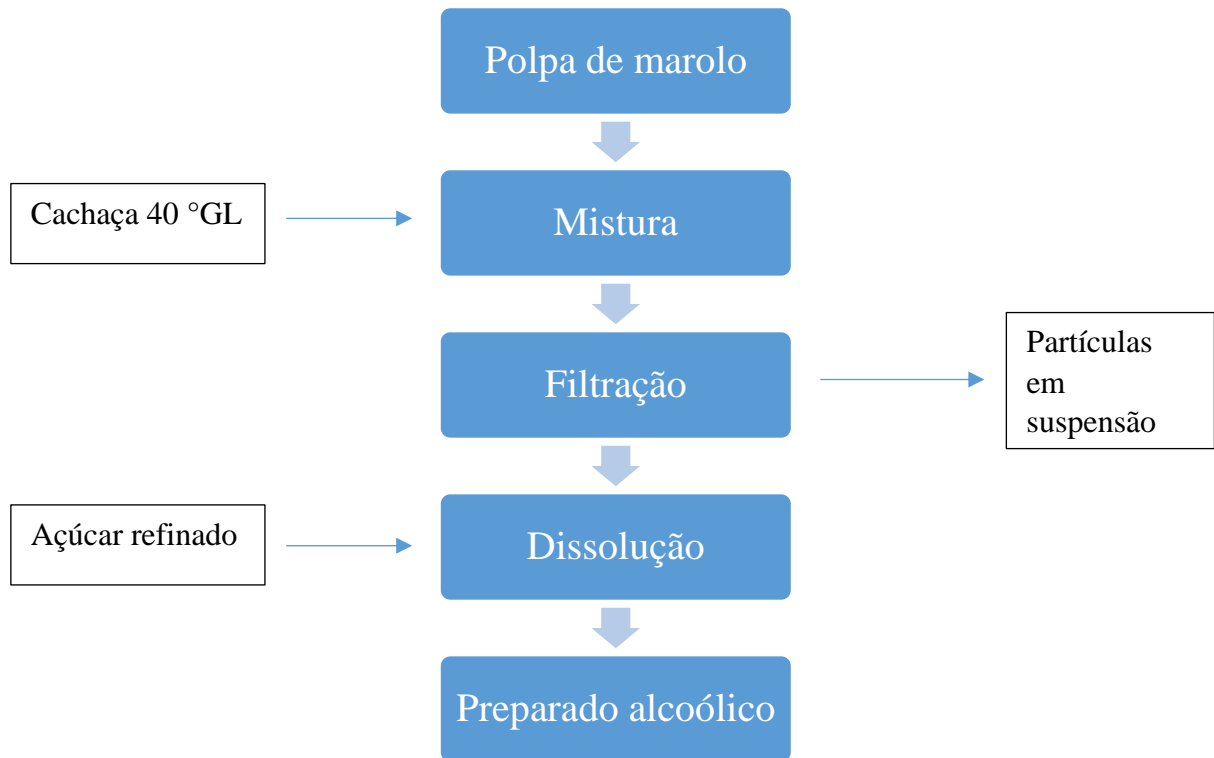 Polpa de marolo
Cachaça 40 °GL
Mistura
Filtração
Partículas
em
suspensão
Açúcar refinado
Dissolução
Preparado alcoólico